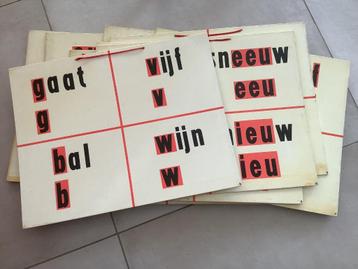 gaat
g
vijf
v
bal
b
wijn
w
sneeuw
eeu
nieuw
ieu